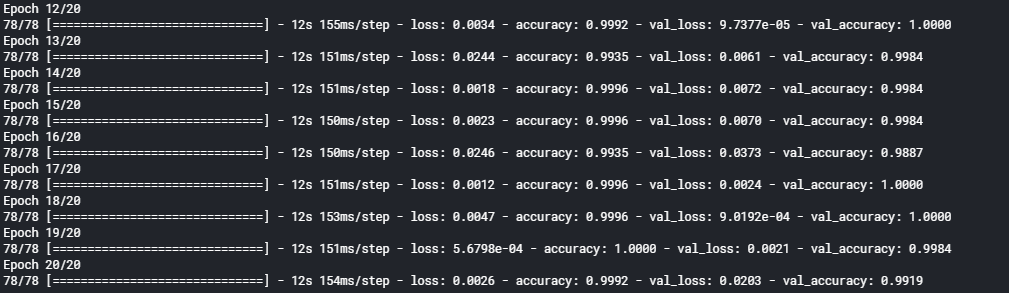 Epoch 12/20
78/78 [==============================] - 12s 155ms/step - loss: 0.0034 - accuracy: 0.9992 - val_loss: 9.7377e-05 - val_accuracy: 1.0000
Epoch 13/20
78/78 [==============================] - 12s 151ms/step - loss: 0.0244 - accuracy: 0.9935 - val_loss: 0.0061 - val_accuracy: 0.9984
Epoch 14/20
78/78 [==============================] - 12s 151ms/step - loss: 0.0018 - accuracy: 0.9996 - val_loss: 0.0072 - val_accuracy: 0.9984
Epoch 15/20
78/78 [==============================] - 12s 150ms/step - loss: 0.0023 - accuracy: 0.9996 - val_loss: 0.0070 - val_accuracy: 0.9984
Epoch 16/20
78/78 [==============================] - 12s 150ms/step - loss: 0.0246 - accuracy: 0.9935 - val_loss: 0.0373 - val_accuracy: 0.9887
Epoch 17/20
78/78 [==============================] - 12s 151ms/step - loss: 0.0012 - accuracy: 0.9996 - val_loss: 0.0024 - val_accuracy: 1.0000
Epoch 18/20
78/78 [==============================] - 12s 153ms/step - loss: 0.0047 - accuracy: 0.9996 - val_loss: 9.0192e-04 - val_accuracy: 1.0000
Epoch 19/20
78/78 [==============================] - 12s 151ms/step - loss: 5.6798e-04 - accuracy: 1.0000 - val_loss: 0.0021 - val_accuracy: 0.9984
Epoch 20/20
78/78 [==============================] - 12s 154ms/step - loss: 0.0026 - accuracy: 0.9992 - val_loss: 0.0203 - val_accuracy: 0.9919